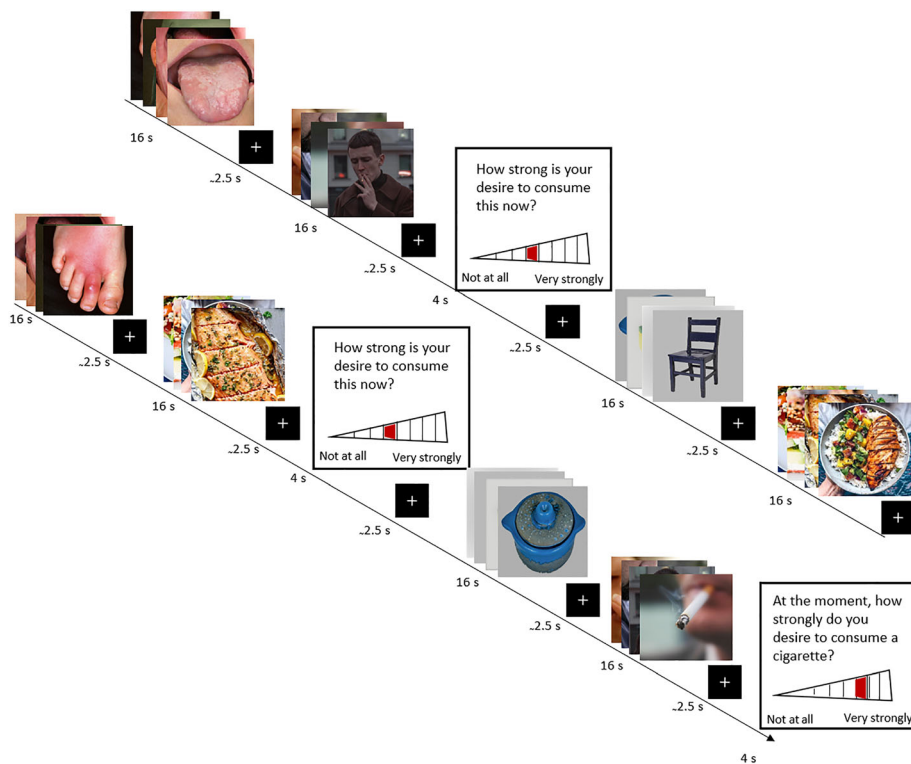 16 s
~2.5 s
16 s
~2.5 s
How strong is your
desire to consume
this now?
Not at all
Very strongly
4 s
~2.5 s
16 s
~2.5 s
16 s
16 s
~2.5 s
16 s
~2.5 s
How strong is your
desire to consume
this now?
Not at all
Very strongly
4 s
~2.5 s
16 s
~2.5 s
16 s
~2.5 s
At the moment, how
strongly do you
desire to consume a
cigarette?
Not at all
Very strongly
4 s